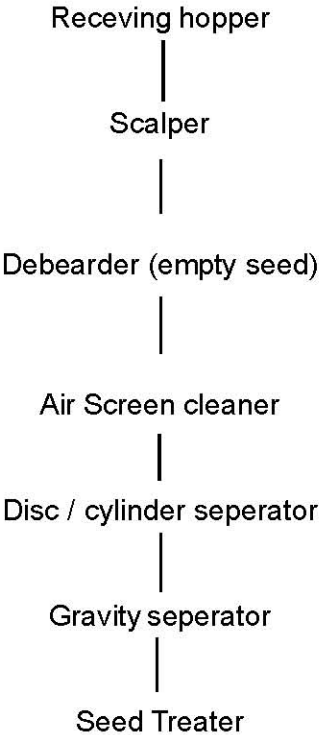 Receving hopper
Scalper
Debearder (empty seed)
Air Screen cleaner
Disc / cylinder seperator
Gravity seperator
Seed Treater